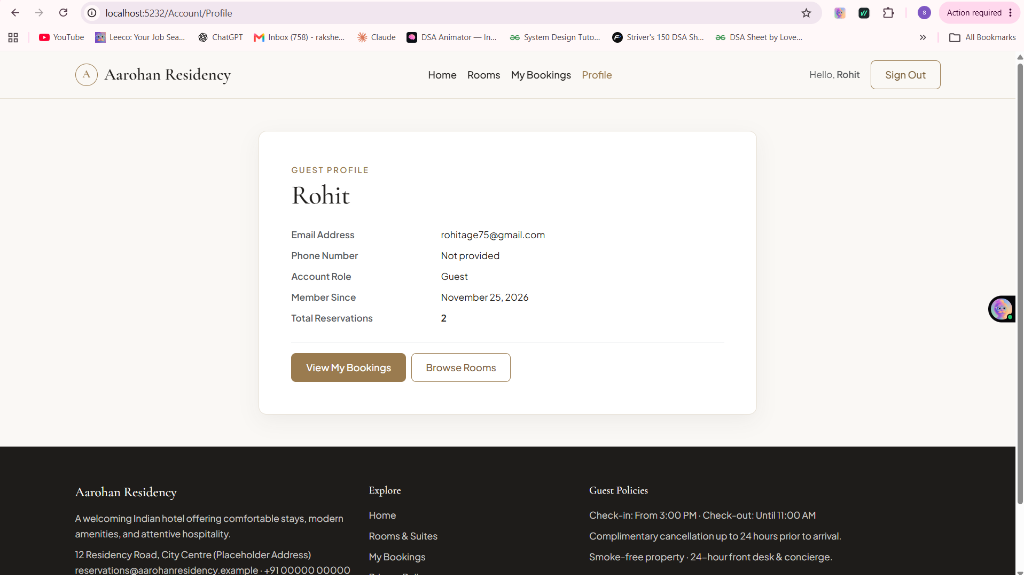 localhost:5232/Account/Profile
Action required
YouTube
Leeco: Your Job Sea...
ChatGPT
Inbox (758) - rakshe...
Claude
DSA Animator — In...
System Design Tuto...
Striver's 150 DSA Sh...
DSA Sheet by Love...
»
All Bookmarks
A Aarohan Residency
Home Rooms My Bookings Profile
Hello, Rohit
Sign Out
GUEST PROFILE
Rohit
Email Address rohitage75@gmail.com
Phone Number Not provided
Account Role Guest
Member Since November 25, 2026
Total Reservations 2
View My Bookings Browse Rooms
Aarohan Residency
A welcoming Indian hotel offering comfortable stays, modern
amenities, and attentive hospitality.
12 Residency Road, City Centre (Placeholder Address)
reservations@aarohanresidency.example · +91 00000 00000
Explore
Home
Rooms & Suites
My Bookings
Guest Policies
Check-in: From 3:00 PM · Check-out: Until 11:00 AM
Complimentary cancellation up to 24 hours prior to arrival.
Smoke-free property · 24-hour front desk & concierge.